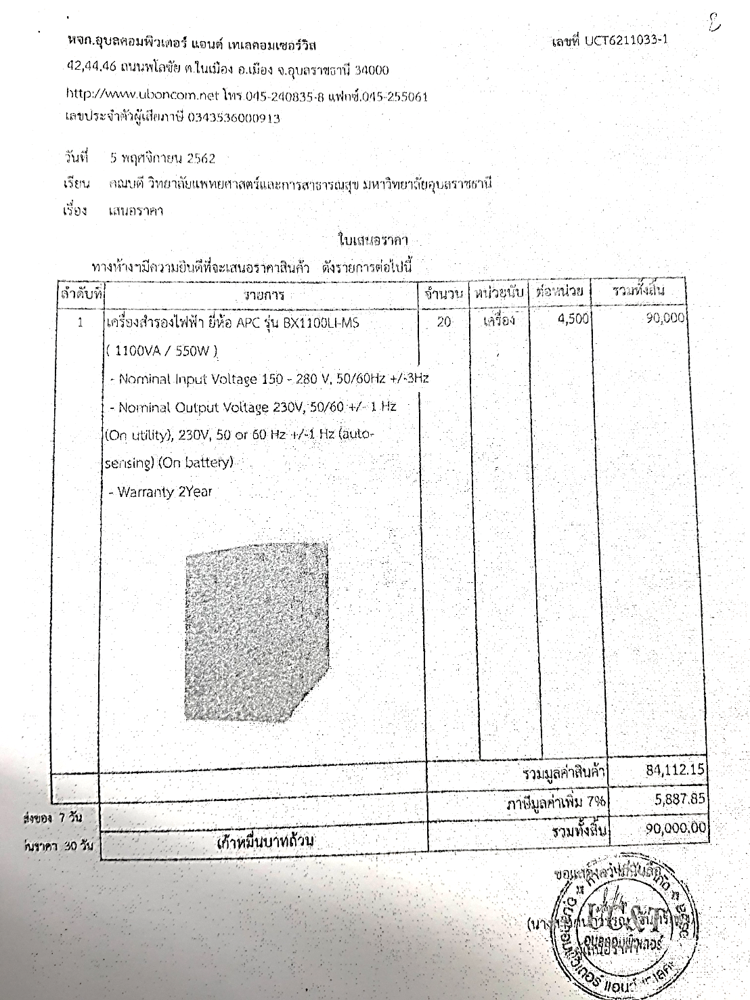 เลขที่ UCT6211033-1
หจก.อุบลคอมพิวเตอร์ แอนด์ เทเลคอมเซอร์วิส
42,44,46 ถนนพโลชัย ต.ในเมือง อ.เมือง จ.อุบลราชธานี 34000
http://www.uboncom.net โทร.045-240835-8 แฟกซ์.045-255061
เลขประจำตัวผู้เสียภาษี 0343536000913
วันที่ 5 พฤศจิกายน 2562
เรียน คณบดี วิทยาลัยแพทยศาสตร์และการสาธารณสุข มหาวิทยาลัยอุบลราชธานี
เรื่อง เสนอราคา
ใบเสนอราคา
ทางห้างฯมีความยินดีที่จะเสนอราคาสินค้า ดังรายการต่อไปนี้
ลำดับที่ รายการ จำนวน หน่วยนับ ต่อหน่วย รวมทั้งสิ้น
1 เครื่องสำรองไฟฟ้า ยี่ห้อ APC รุ่น BX1100LI-MS 20 เครื่อง 4,500 90,000
( 1100VA / 550W )
- Nominal Input Voltage 150 - 280 V, 50/60Hz +/-3Hz
- Nominal Output Voltage 230V, 50/60 +/- 1 Hz
(On utility), 230V, 50 or 60 Hz +/-1 Hz (auto-
sensing) (On battery)
- Warranty 2Year
รวมมูลค่าสินค้า 84,112.15
ภาษีมูลค่าเพิ่ม 7% 5,887.85
ส่งของ 7 วัน
เก้าหมื่นบาทถ้วน รวมทั้งสิ้น 90,000.00
ยืนราคา 30 วัน
ขอแสดงความนับถือ
UC&T
อุบลคอมพิวเตอร์